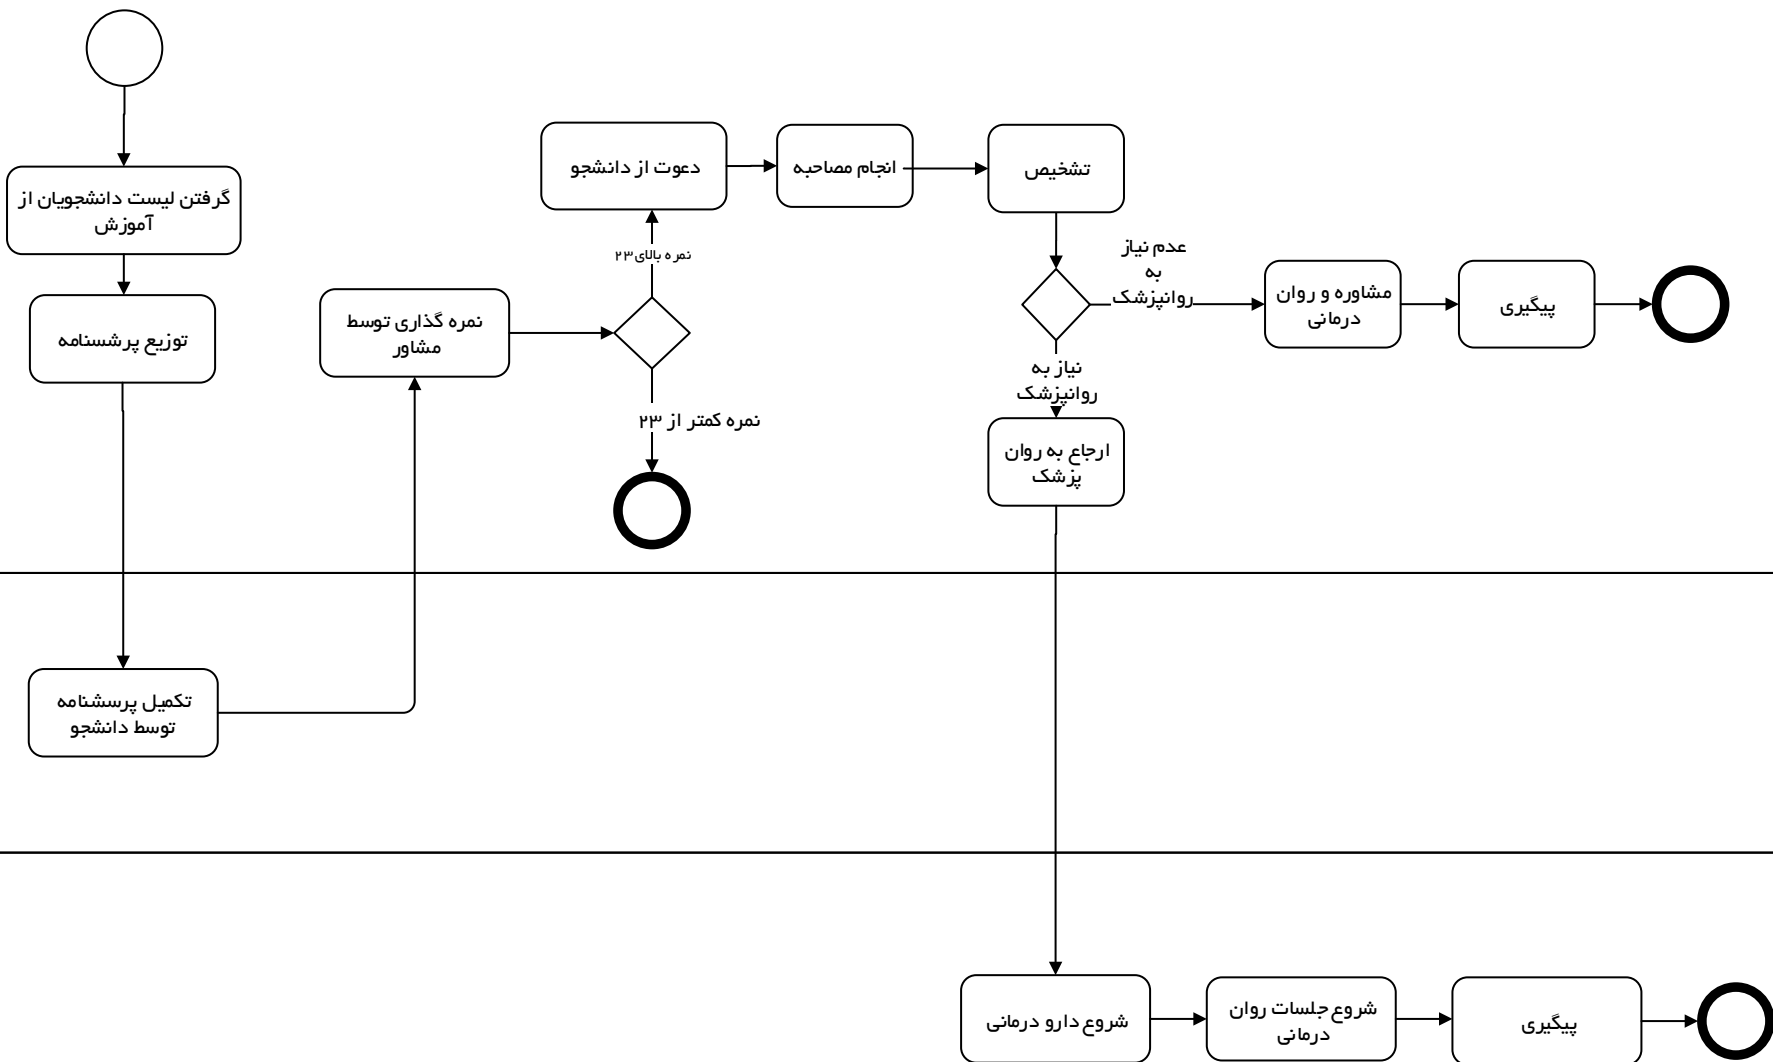 گرفتن لیست دانشجویان از
آموزش
توزیع پرشسنامه
تکمیل پرسشنامه
توسط دانشجو
نمره گذاری توسط
مشاور
نمره بالای۲۳
نمره کمتر از ۲۳
دعوت از دانشجو
انجام مصاحبه
تشخیص
عدم نیاز
به
روانپزشک
مشاوره و روان
درمانی
پیگیری
نیاز به
روانپزشک
ارجاع به روان
پزشک
شروع دارو درمانی
شروع جلسات روان
درمانی
پیگیری